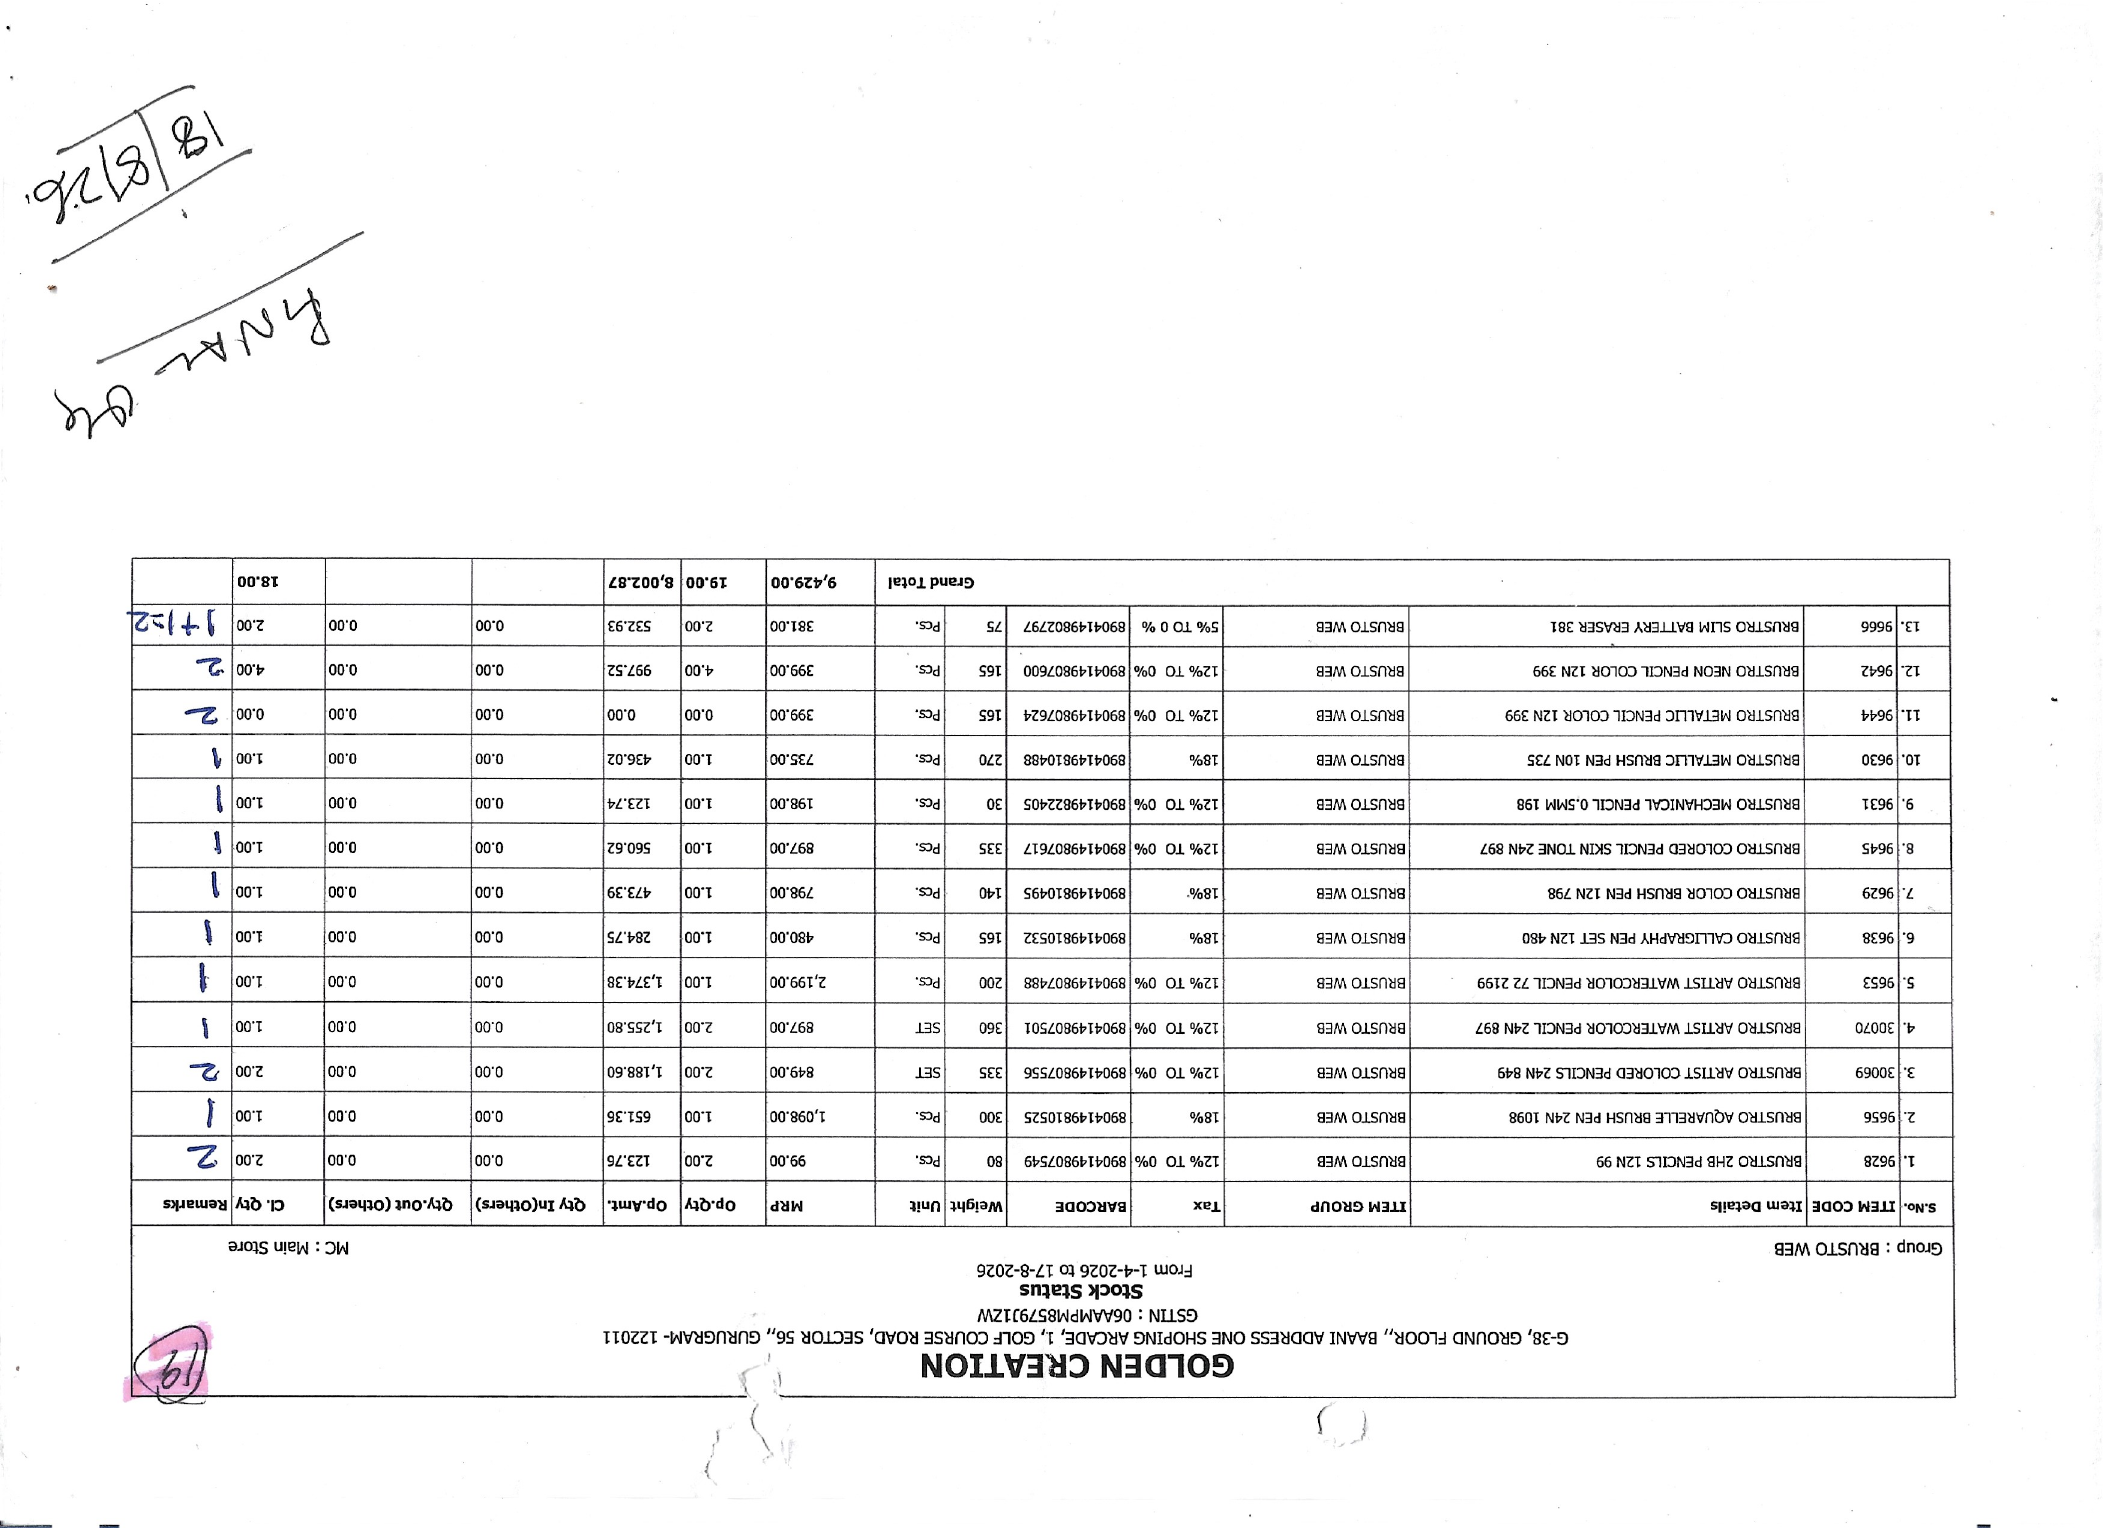 19
GOLDEN CREATION
G-38, GROUND FLOOR,, BAANI ADDRESS ONE SHOPING ARCADE, 1, GOLF COURSE ROAD, SECTOR 56,, GURUGRAM- 122011
GSTIN : 06AAMPM8579J1ZW
Stock Status
From 1-4-2026 to 17-8-2026
Group : BRUSTO WEB MC : Main Store
S.No. ITEM CODE Item Details ITEM GROUP Tax BARCODE Weight Unit MRP Op.Qty Op.Amt. Qty In(Others) Qty.Out (Others) Cl. Qty Remarks
1. 9628 BRUSTRO 2HB PENCILS 12N 99 BRUSTO WEB 12% TO 0% 8904149807549 80 Pcs. 99.00 2.00 123.76 0.00 0.00 2.00 2
2. 9656 BRUSTRO AQUARELLE BRUSH PEN 24N 1098 BRUSTO WEB 18% 8904149810525 300 Pcs. 1,098.00 1.00 651.36 0.00 0.00 1.00 1
3. 30069 BRUSTRO ARTIST COLORED PENCILS 24N 849 BRUSTO WEB 12% TO 0% 8904149807556 335 SET 849.00 2.00 1,188.60 0.00 0.00 2.00 2
4. 30070 BRUSTRO ARTIST WATERCOLOR PENCIL 24N 897 BRUSTO WEB 12% TO 0% 8904149807501 360 SET 897.00 2.00 1,255.80 0.00 0.00 1.00 1
5. 9653 BRUSTRO ARTIST WATERCOLOR PENCIL 72 2199 BRUSTO WEB 12% TO 0% 8904149807488 200 Pcs. 2,199.00 1.00 1,374.38 0.00 0.00 1.00 1
6. 9638 BRUSTRO CALLIGRAPHY PEN SET 12N 480 BRUSTO WEB 18% 8904149810532 165 Pcs. 480.00 1.00 284.75 0.00 0.00 1.00 1
7. 9629 BRUSTRO COLOR BRUSH PEN 12N 798 BRUSTO WEB 18% 8904149810495 140 Pcs. 798.00 1.00 473.39 0.00 0.00 1.00 1
8. 9645 BRUSTRO COLORED PENCIL SKIN TONE 24N 897 BRUSTO WEB 12% TO 0% 8904149807617 335 Pcs. 897.00 1.00 560.62 0.00 0.00 1.00 1
9. 9631 BRUSTRO MECHANICAL PENCIL 0.5MM 198 BRUSTO WEB 12% TO 0% 8904149822405 30 Pcs. 198.00 1.00 123.74 0.00 0.00 1.00 1
10. 9630 BRUSTRO METALLIC BRUSH PEN 10N 735 BRUSTO WEB 18% 8904149810488 270 Pcs. 735.00 1.00 436.02 0.00 0.00 1.00 1
11. 9644 BRUSTRO METALLIC PENCIL COLOR 12N 399 BRUSTO WEB 12% TO 0% 8904149807624 165 Pcs. 399.00 0.00 0.00 0.00 0.00 0.00 2
12. 9642 BRUSTRO NEON PENCIL COLOR 12N 399 BRUSTO WEB 12% TO 0% 8904149807600 165 Pcs. 399.00 4.00 997.52 0.00 0.00 4.00 2
13. 9666 BRUSTRO SLIM BATTERY ERASER 381 BRUSTO WEB 5% TO 0 % 8904149802797 75 Pcs. 381.00 2.00 532.93 0.00 0.00 2.00 1+1=2
Grand Total 9,429.00 19.00 8,002.87 18.00
FINAL OK
18/8/26.